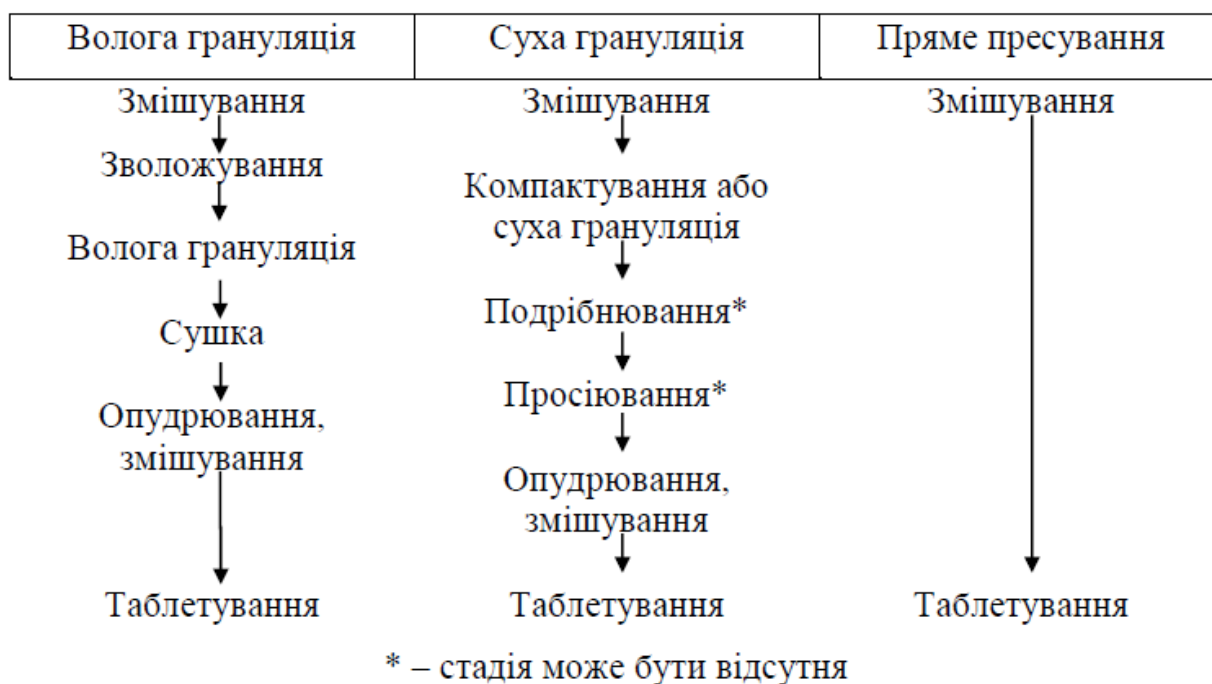 Волога грануляція
Суха грануляція
Пряме пресування
Змішування
Зволожування
Волога грануляція
Сушка
Опудрювання,
змішування
Таблетування
Змішування
Компактування або
суха грануляція
Подрібнювання*
Просіювання*
Опудрювання,
змішування
Таблетування
Змішування
Таблетування
* – стадія може бути відсутня